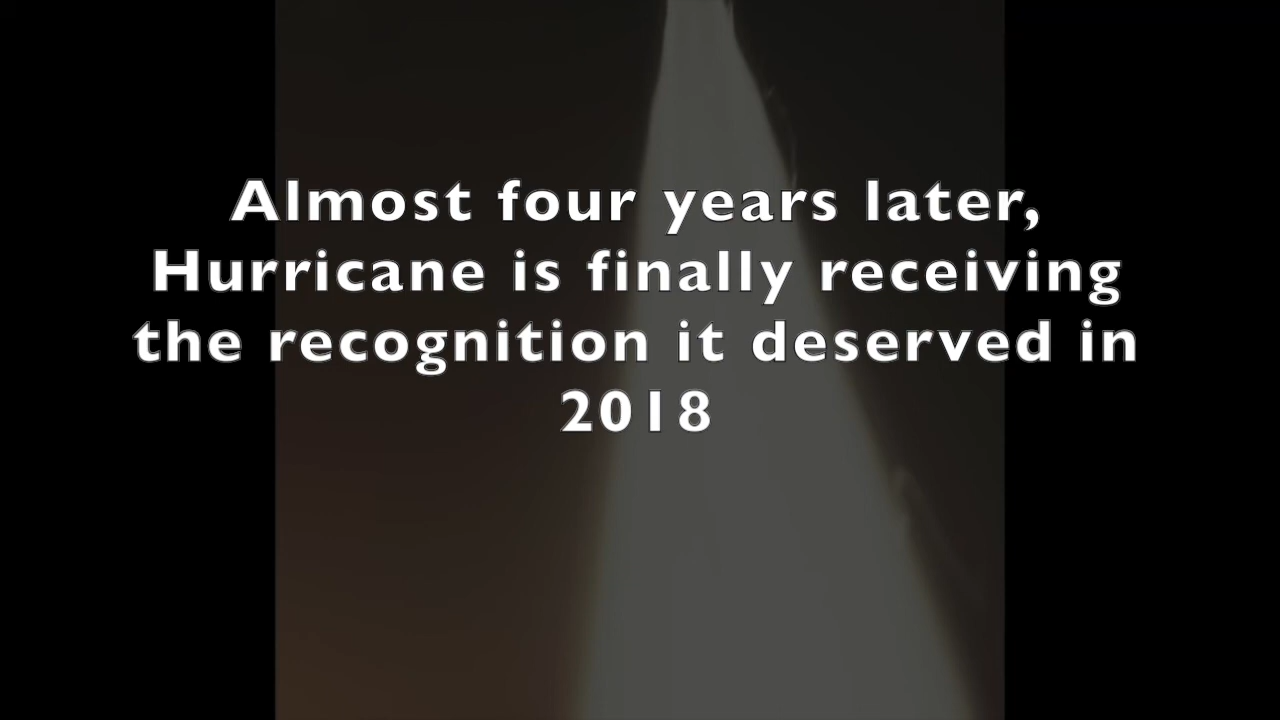 Almost four years later,
Hurricane is finally receiving
the recognition it deserved in
2018